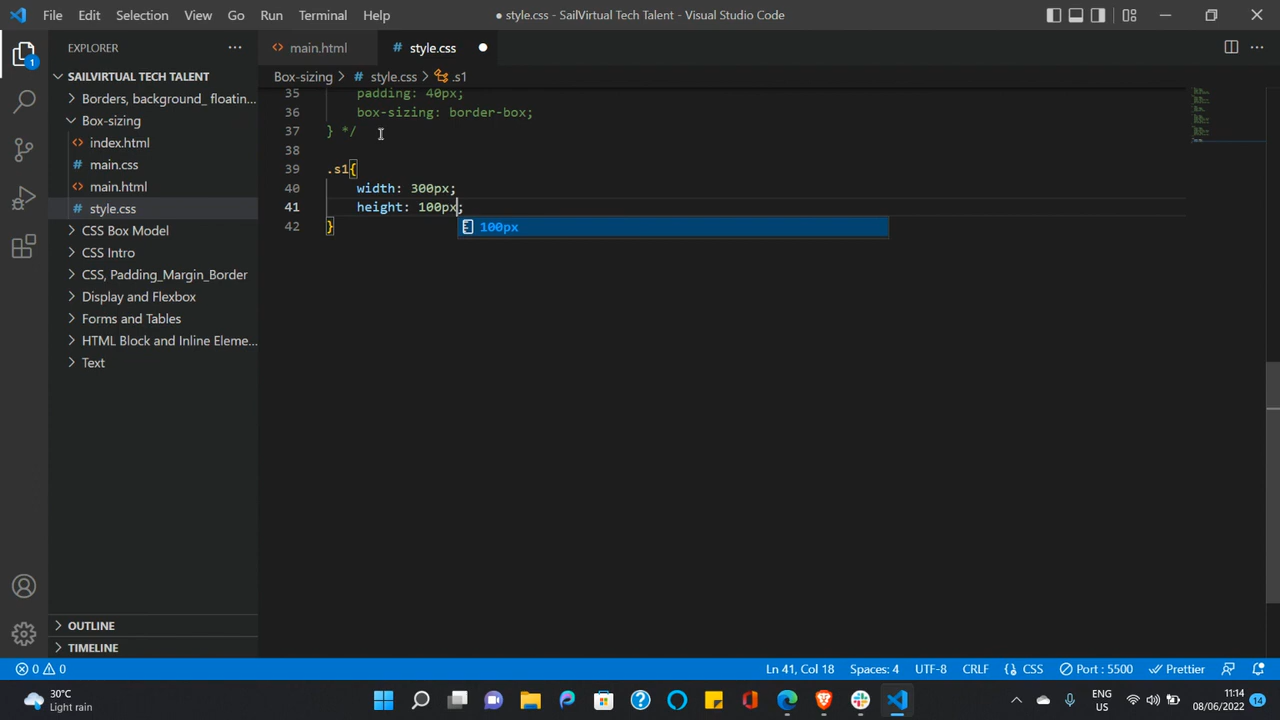 File Edit Selection View Go Run Terminal Help
● style.css - SailVirtual Tech Talent - Visual Studio Code
EXPLORER
main.html
# style.css
SAILVIRTUAL TECH TALENT
Box-sizing > # style.css > .s1
Borders, background_ floatin...
Box-sizing
index.html
# main.css
main.html
# style.css
CSS Box Model
CSS Intro
CSS, Padding_Margin_Border
Display and Flexbox
Forms and Tables
HTML Block and Inline Eleme...
Text
OUTLINE
TIMELINE
1
35 padding: 40px;
36 box-sizing: border-box;
37 } */
38
39 .s1{
40 width: 300px;
41 height: 100px;
100px
42 }
0 0
Ln 41, Col 18 Spaces: 4 UTF-8 CRLF {} CSS Port : 5500 Prettier
30°C
Light rain
ENG
US
11:14
08/06/2022
14